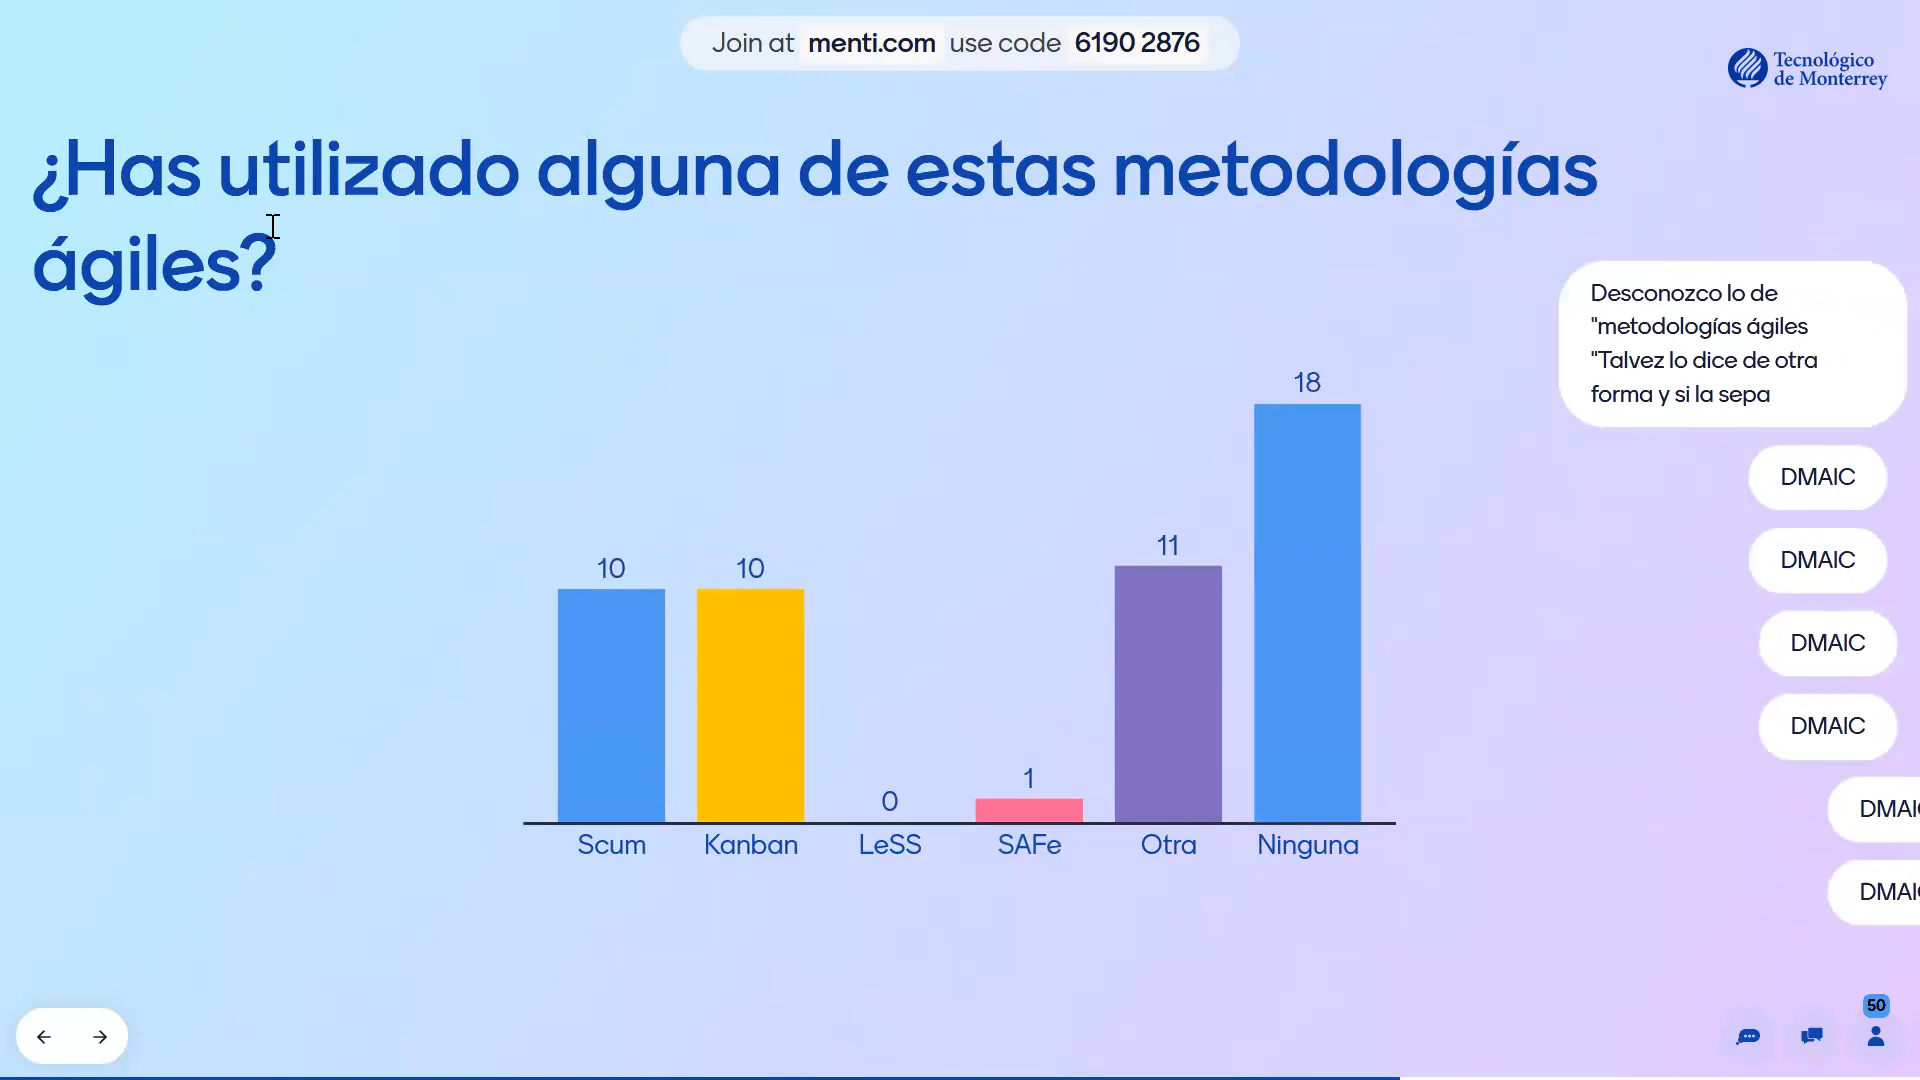 Join at menti.com use code 6190 2876
Tecnológico
de Monterrey
¿Has utilizado alguna de estas metodologías
ágiles?
Desconozco lo de
"metodologías ágiles
"Talvez lo dice de otra
forma y si la sepa
DMAIC
DMAIC
DMAIC
DMAIC
DMAI
DMAI
10
10
0
1
11
18
Scum
Kanban
LeSS
SAFe
Otra
Ninguna
50